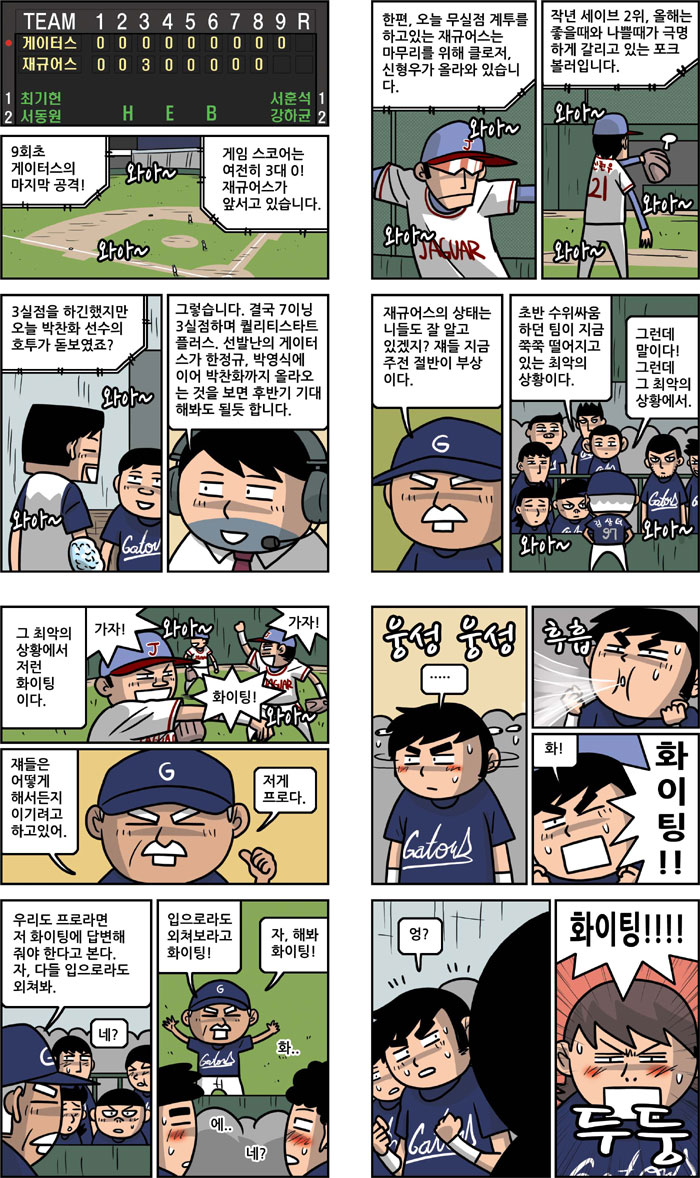 TEAM 1 2 3 4 5 6 7 8 9 R
게이터스 0 0 0 0 0 0 0 0 0
재규어스 0 0 3 0 0 0 0 0
1 최기헌 서훈석 1
2 서동원 H E B 강하균 2
9회초
게이터스의
마지막 공격!
게임 스코어는
여전히 3대 0!
재규어스가
앞서고 있습니다.
와아~
와아~
한편, 오늘 무실점 계투를
하고있는 재규어스는
마무리를 위해 클로저,
신형우가 올라와 있습니
다.
와아~
J
와아~
JAGUAR
작년 세이브 2위, 올해는
좋을때와 나쁠때가 극명
하게 갈리고 있는 포크
볼러입니다.
와아~
21
와아~
와아~
3실점을 하긴했지만
오늘 박찬화 선수의
호투가 돋보였죠?
와아~
와아~
Gators
그렇습니다. 결국 7이닝
3실점하며 퀄리티스타트
플러스. 선발난의 게이터
스가 한정규, 박영식에
이어 박찬화까지 올라오
는 것을 보면 후반기 기대
해봐도 될듯 합니다.
재규어스의 상태는
니들도 잘 알고
있겠지? 쟤들 지금
주전 절반이 부상
이다.
G
초반 수위싸움
하던 팀이 지금
쭉쭉 떨어지고
있는 최악의
상황이다.
그런데
말이다!
그런데
그 최악의
상황에서.
Gators
김상덕
97
와아~
와아~
그 최악의
상황에서
저런
화이팅
이다.
가자!
와아~
가자!
J
화이팅!
JAGUAR
와아~
쟤들은
어떻게
해서든지
이기려고
하고있어.
G
저게
프로다.
웅성 웅성
......
Gators
후흡
화!
화이팅!!
우리도 프로라면
저 화이팅에 답변해
줘야 한다고 본다.
자, 다들 입으로라도
외쳐봐.
네?
G
입으로라도
외쳐보라고
화이팅!
자, 해봐
화이팅!
G
Gators
화..
에..
네?
엉?
Gators
화이팅!!!!
두둥